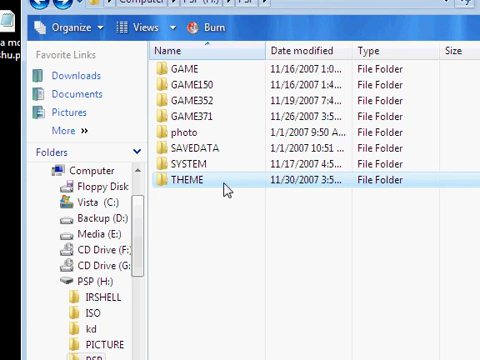 Computer ▸ PSP (H:) ▸ PSP
Organize Views Burn
Name Date modified Type Size
Favorite Links
Downloads
Documents
Pictures
More »
GAME 11/16/2007 1:0... File Folder
GAME150 11/16/2007 1:4... File Folder
GAME352 11/19/2007 7:4... File Folder
GAME371 11/26/2007 3:5... File Folder
photo 1/1/2007 9:50 A... File Folder
SAVEDATA 1/1/2007 10:51 ... File Folder
SYSTEM 11/17/2007 4:5... File Folder
THEME 11/30/2007 3:5... File Folder
Folders
Computer
Floppy Disk
Vista (C:)
Backup (D:)
Media (E:)
CD Drive (F:)
CD Drive (G:
PSP (H:)
IRSHELL
ISO
kd
PICTURE
PSP